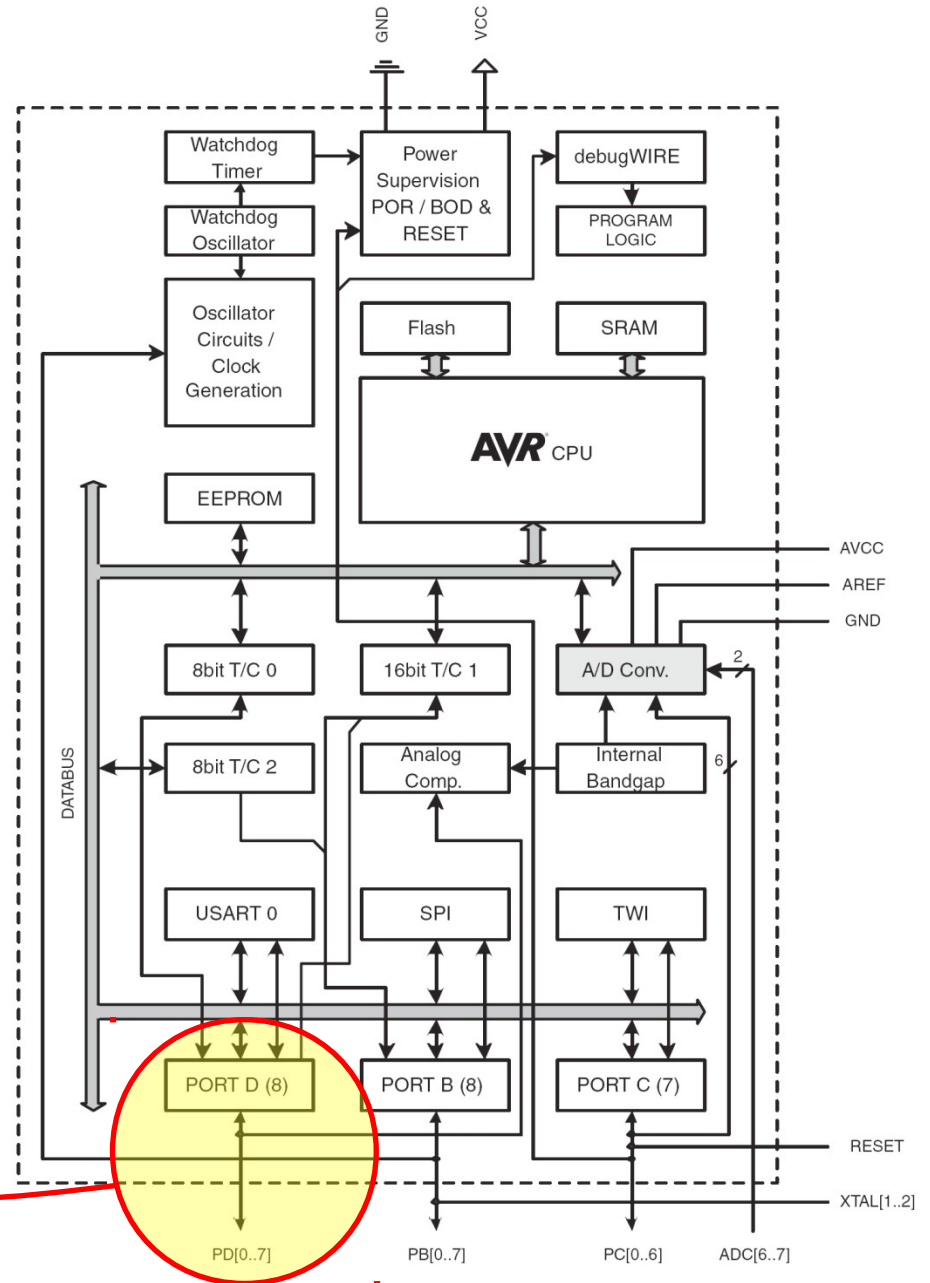 GND
VCC
Watchdog
Timer
Power
Supervision
POR / BOD &
RESET
debugWIRE
Watchdog
Oscillator
PROGRAM
LOGIC
Oscillator
Circuits /
Clock
Generation
Flash
SRAM
AVR CPU
EEPROM
AVCC
AREF
GND
8bit T/C 0
16bit T/C 1
A/D Conv.
2
DATABUS
8bit T/C 2
Analog
Comp.
Internal
Bandgap
6
USART 0
SPI
TWI
PORT D (8)
PORT B (8)
PORT C (7)
RESET
XTAL[1..2]
PD[0..7]
PB[0..7]
PC[0..6]
ADC[6..7]